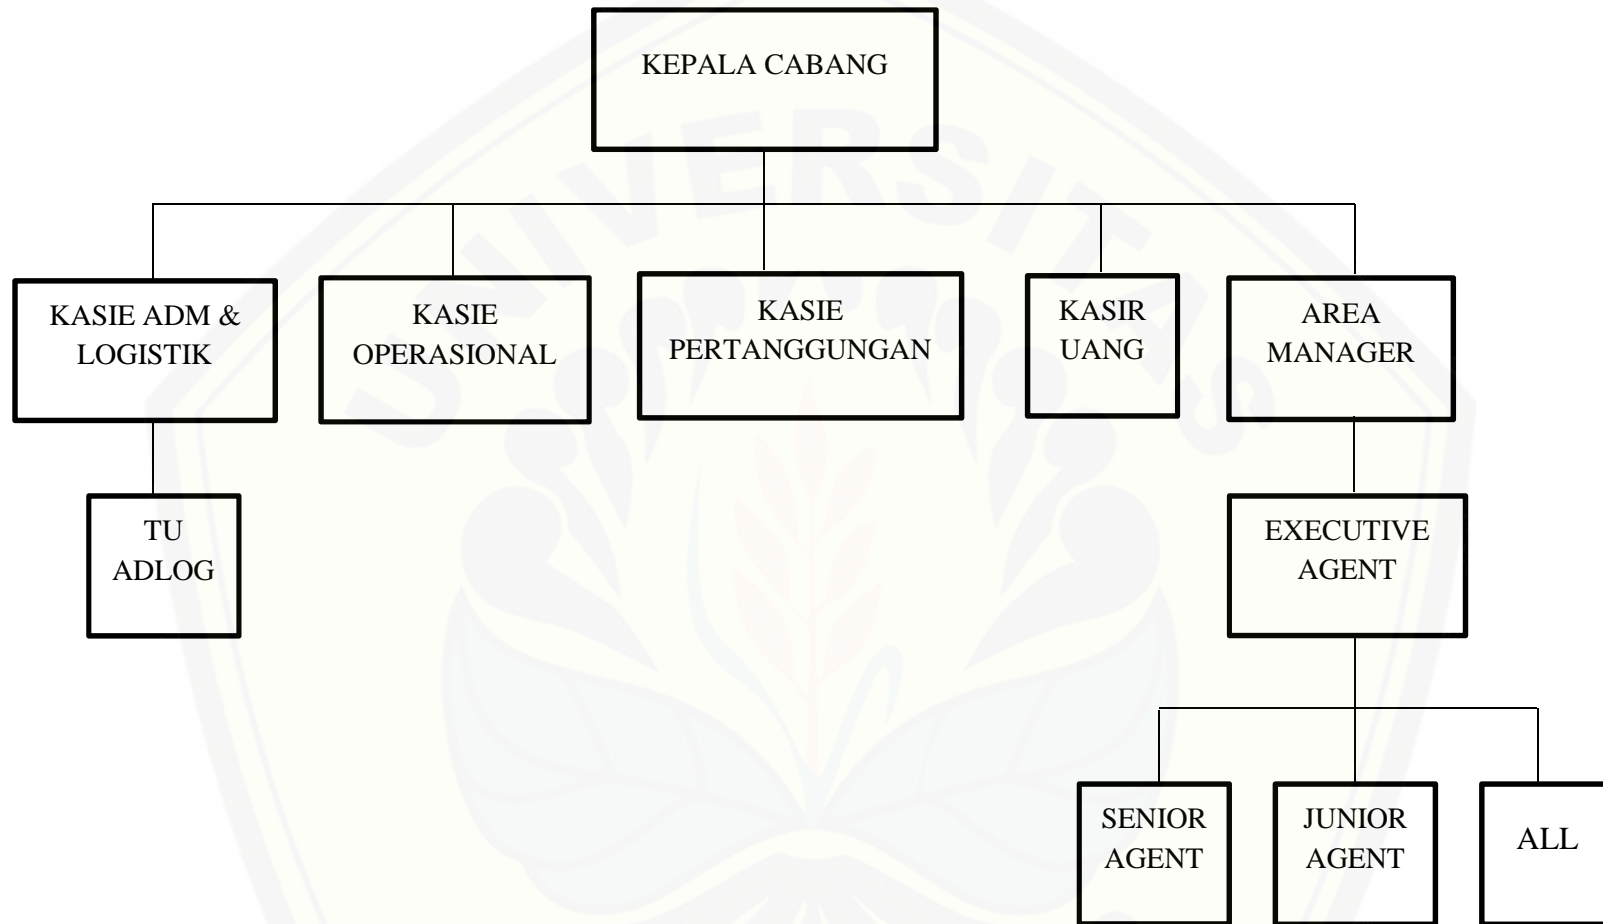 KEPALA CABANG
UNIVERSITAS
KASIE ADM &
LOGISTIK
KASIE
OPERASIONAL
KASIE
PERTANGGUNGAN
KASIR
UANG
AREA
MANAGER
TU
ADLOG
EXECUTIVE
AGENT
SENIOR
AGENT
JUNIOR
AGENT
ALL